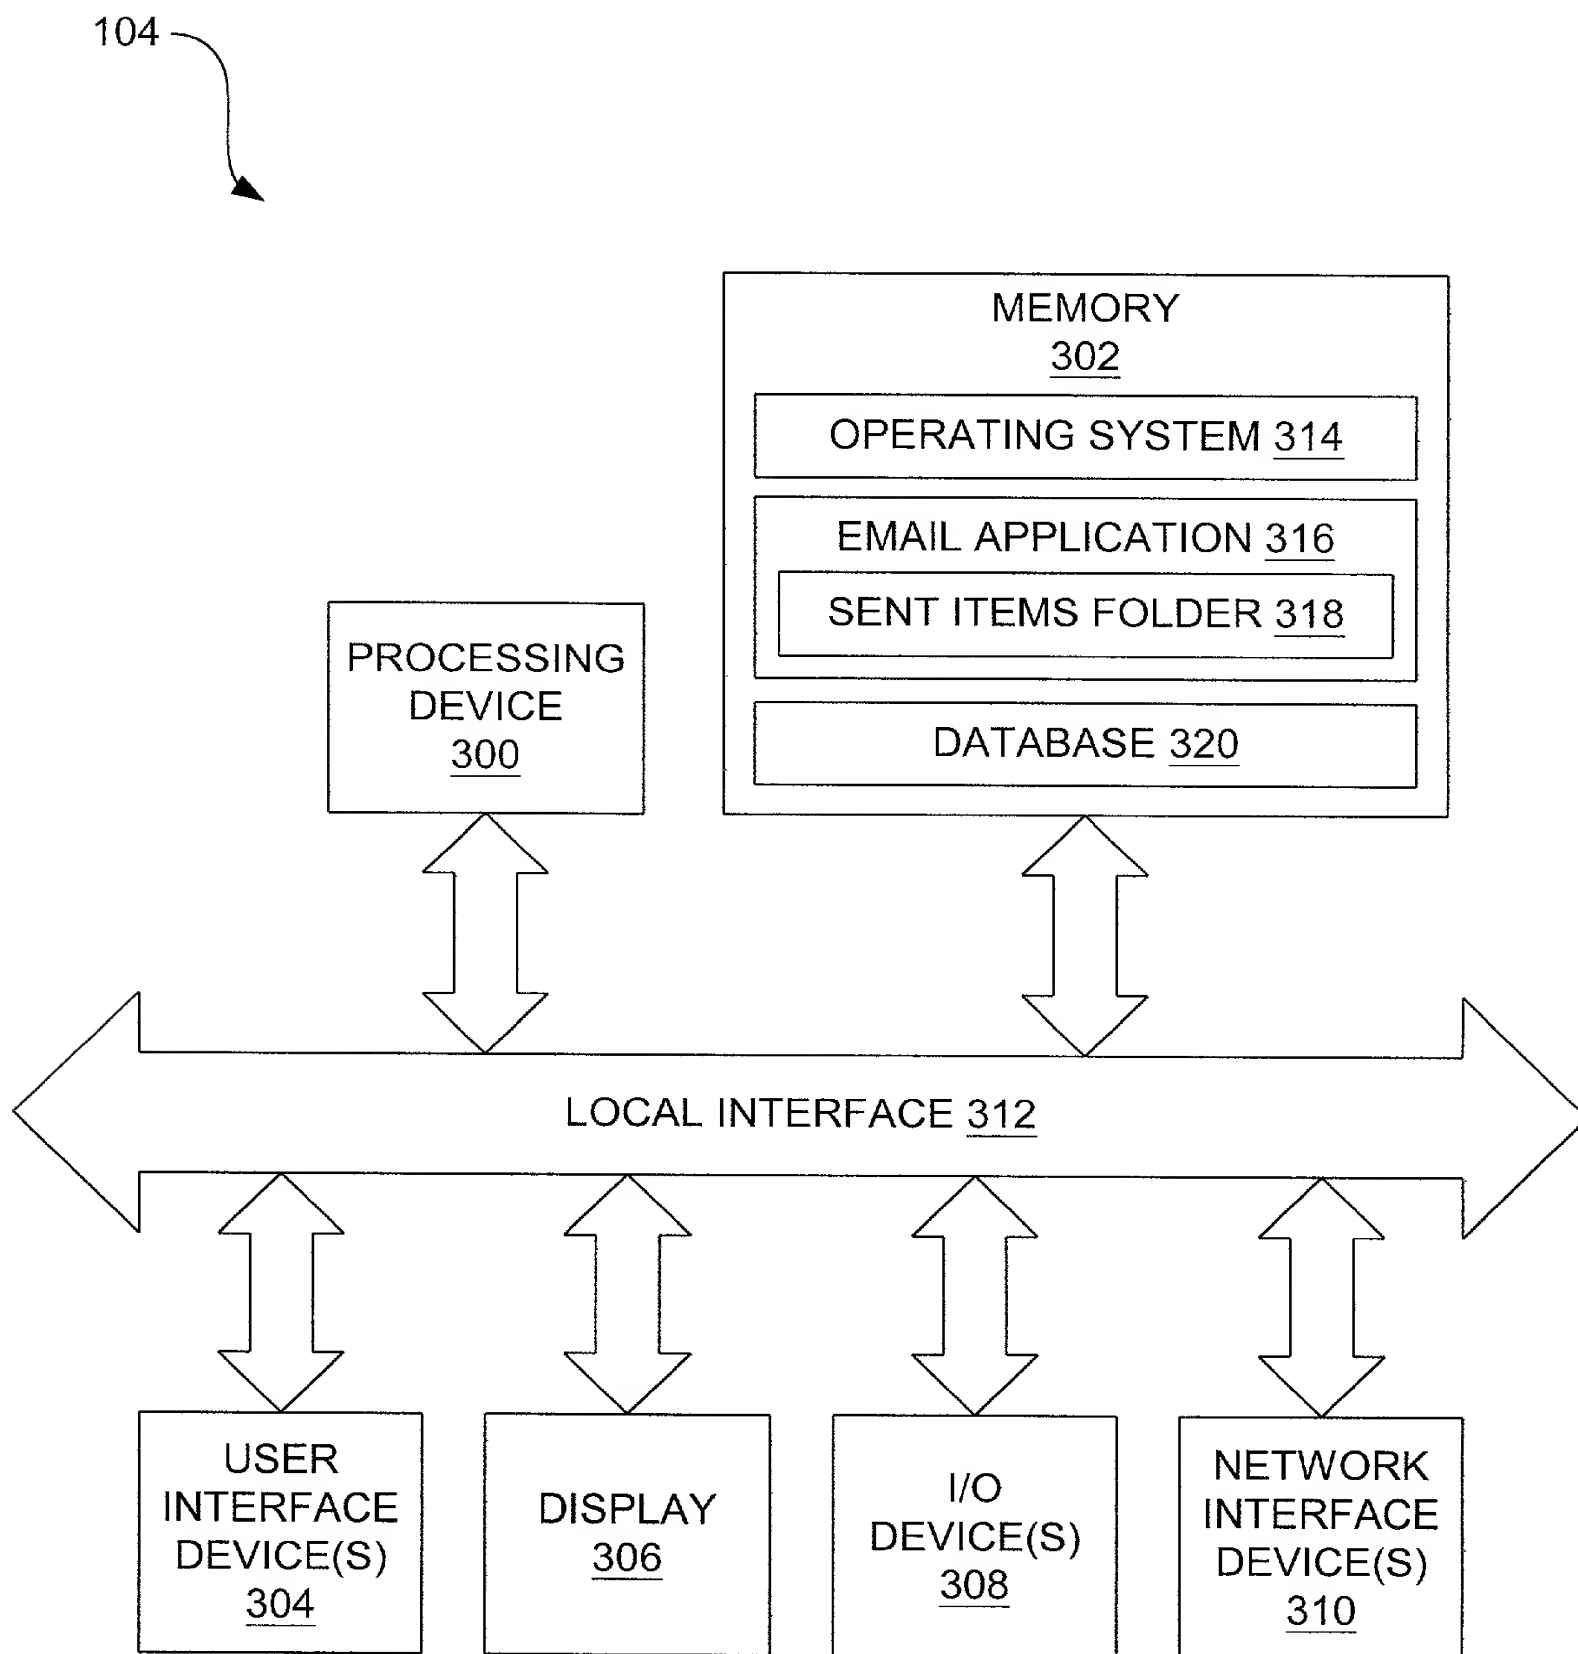 104
MEMORY
302
OPERATING SYSTEM 314
EMAIL APPLICATION 316
SENT ITEMS FOLDER 318
DATABASE 320
PROCESSING
DEVICE
300
LOCAL INTERFACE 312
USER
INTERFACE
DEVICE(S)
304
DISPLAY
306
I/O
DEVICE(S)
308
NETWORK
INTERFACE
DEVICE(S)
310